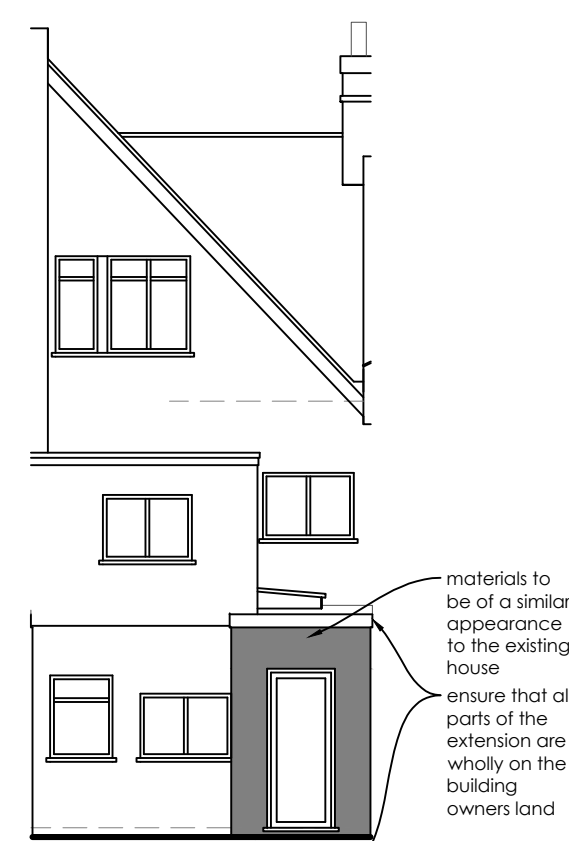 materials to
be of a similar
appearance
to the existing
house
ensure that al
parts of the
extension are
wholly on the
building
owners land